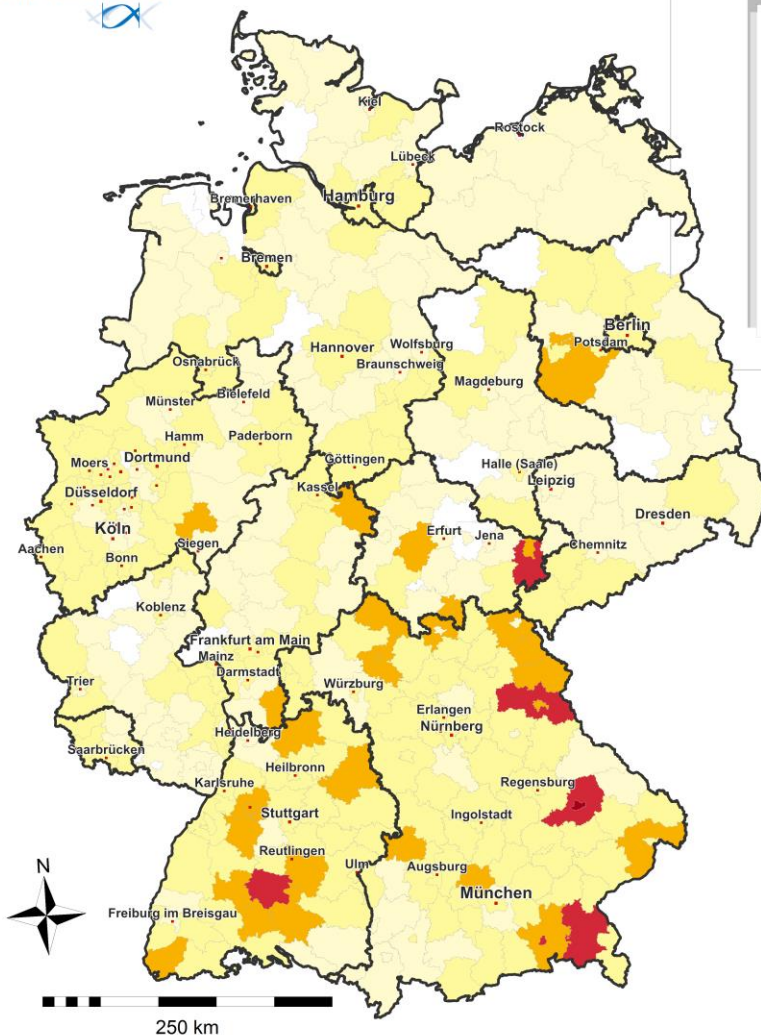 Kiel
Rostock
Lübeck
Bremerhaven
Hamburg
Bremen
Berlin
Hannover
Wolfsburg
Potsdam
Osnabrück
Braunschweig
Bielefeld
Magdeburg
Münster
Hamm
Paderborn
Moers
Dortmund
Göttingen
Halle (Saale)
Leipzig
Düsseldorf
Kassel
Dresden
Köln
Erfurt
Jena
Siegen
Aachen
Chemnitz
Bonn
Koblenz
Frankfurt am Main
Mainz
Darmstadt
Trier
Würzburg
Erlangen
Nürnberg
Heidelberg
Saarbrücken
Heilbronn
Karlsruhe
Regensburg
Stuttgart
Ingolstadt
Reutlingen
Ulm
Augsburg
N
München
Freiburg im Breisgau
250 km